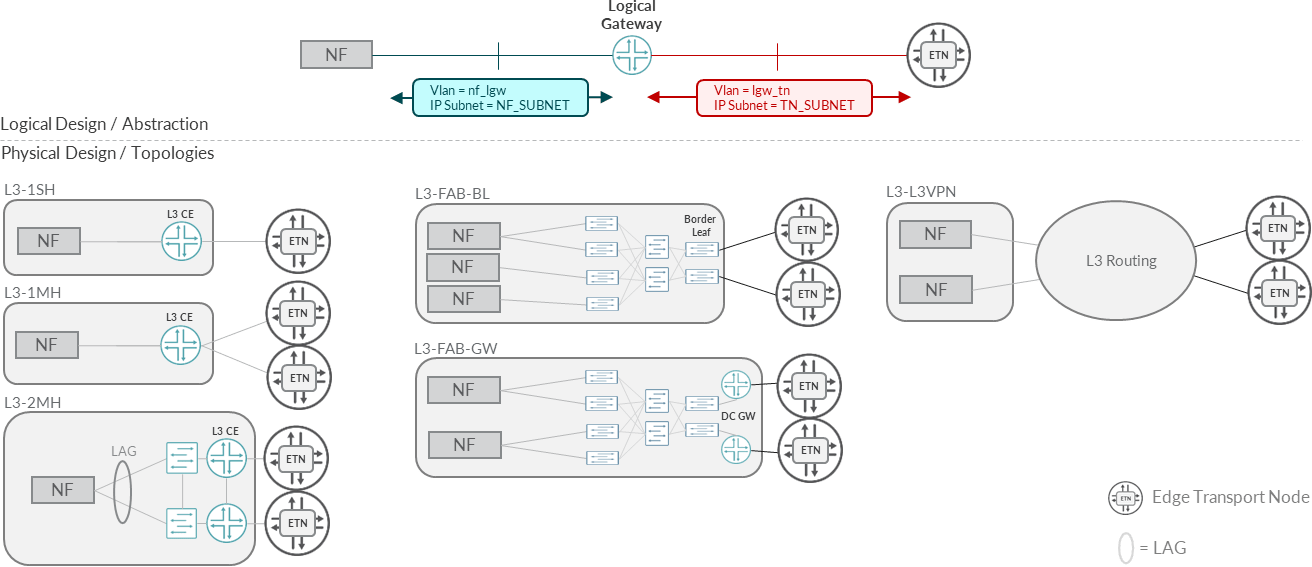 Logical
Gateway
NF
ETN
Vlan = nf_lgw
IP Subnet = NF_SUBNET
Vlan = lgw_tn
IP Subnet = TN_SUBNET
Logical Design / Abstraction
Physical Design / Topologies
L3-1SH
NF
L3 CE
ETN
L3-1MH
NF
L3 CE
ETN
ETN
L3-2MH
NF
LAG
L3 CE
ETN
ETN
L3-FAB-BL
NF
NF
NF
Border
Leaf
ETN
ETN
L3-FAB-GW
NF
NF
DC GW
ETN
ETN
L3-L3VPN
NF
NF
L3 Routing
ETN
ETN
ETN
Edge Transport Node
= LAG